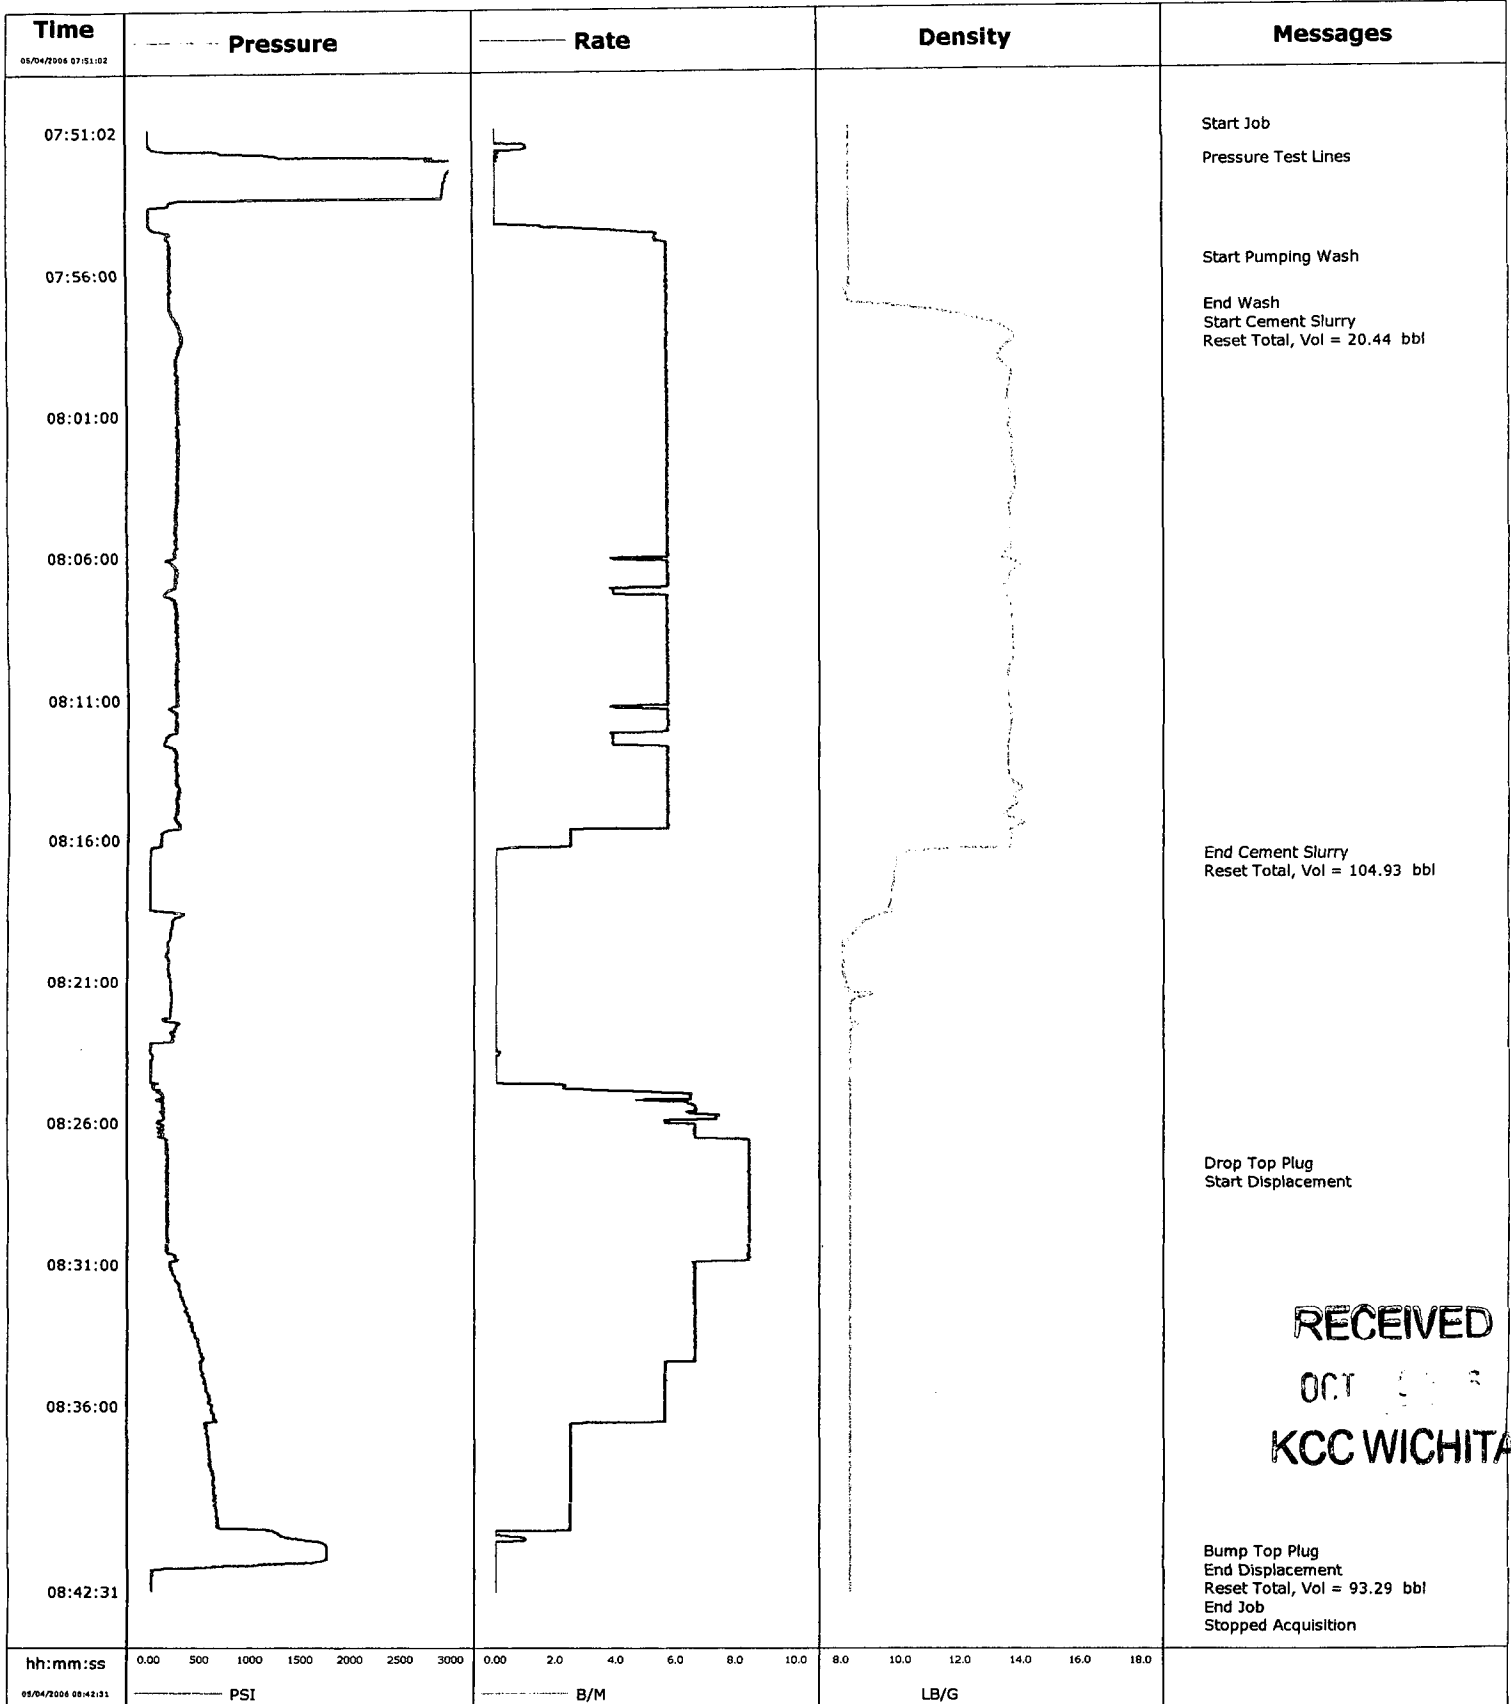 Time Pressure Rate Density Messages
05/04/2006 07:51:02
07:51:02 Start Job
Pressure Test Lines
Start Pumping Wash
07:56:00
End Wash
Start Cement Slurry
Reset Total, Vol = 20.44 bbl
08:01:00
08:06:00
08:11:00
08:16:00
End Cement Slurry
Reset Total, Vol = 104.93 bbl
08:21:00
08:26:00
Drop Top Plug
Start Displacement
08:31:00
RECEIVED
OCT
08:36:00
KCC WICHITA
Bump Top Plug
End Displacement
08:42:31 Reset Total, Vol = 93.29 bbl
End Job
Stopped Acquisition
hh:mm:ss 0.00 500 1000 1500 2000 2500 3000 0.00 2.0 4.0 6.0 8.0 10.0 8.0 10.0 12.0 14.0 16.0 18.0
05/04/2006 08:42:31 PSI B/M LB/G